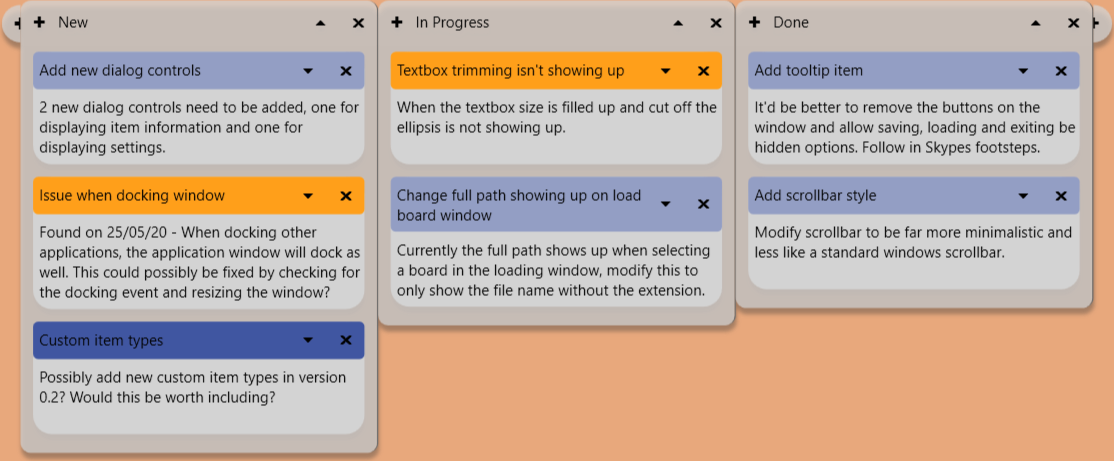 New
Add new dialog controls
2 new dialog controls need to be added, one for
displaying item information and one for
displaying settings.
Issue when docking window
Found on 25/05/20 - When docking other
applications, the application window will dock as
well. This could possibly be fixed by checking for
the docking event and resizing the window?
Custom item types
Possibly add new custom item types in version
0.2? Would this be worth including?
In Progress
Textbox trimming isn't showing up
When the textbox size is filled up and cut off the
ellipsis is not showing up.
Change full path showing up on load
board window
Currently the full path shows up when selecting
a board in the loading window, modify this to
only show the file name without the extension.
Done
Add tooltip item
It'd be better to remove the buttons on the
window and allow saving, loading and exiting be
hidden options. Follow in Skypes footsteps.
Add scrollbar style
Modify scrollbar to be far more minimalistic and
less like a standard windows scrollbar.